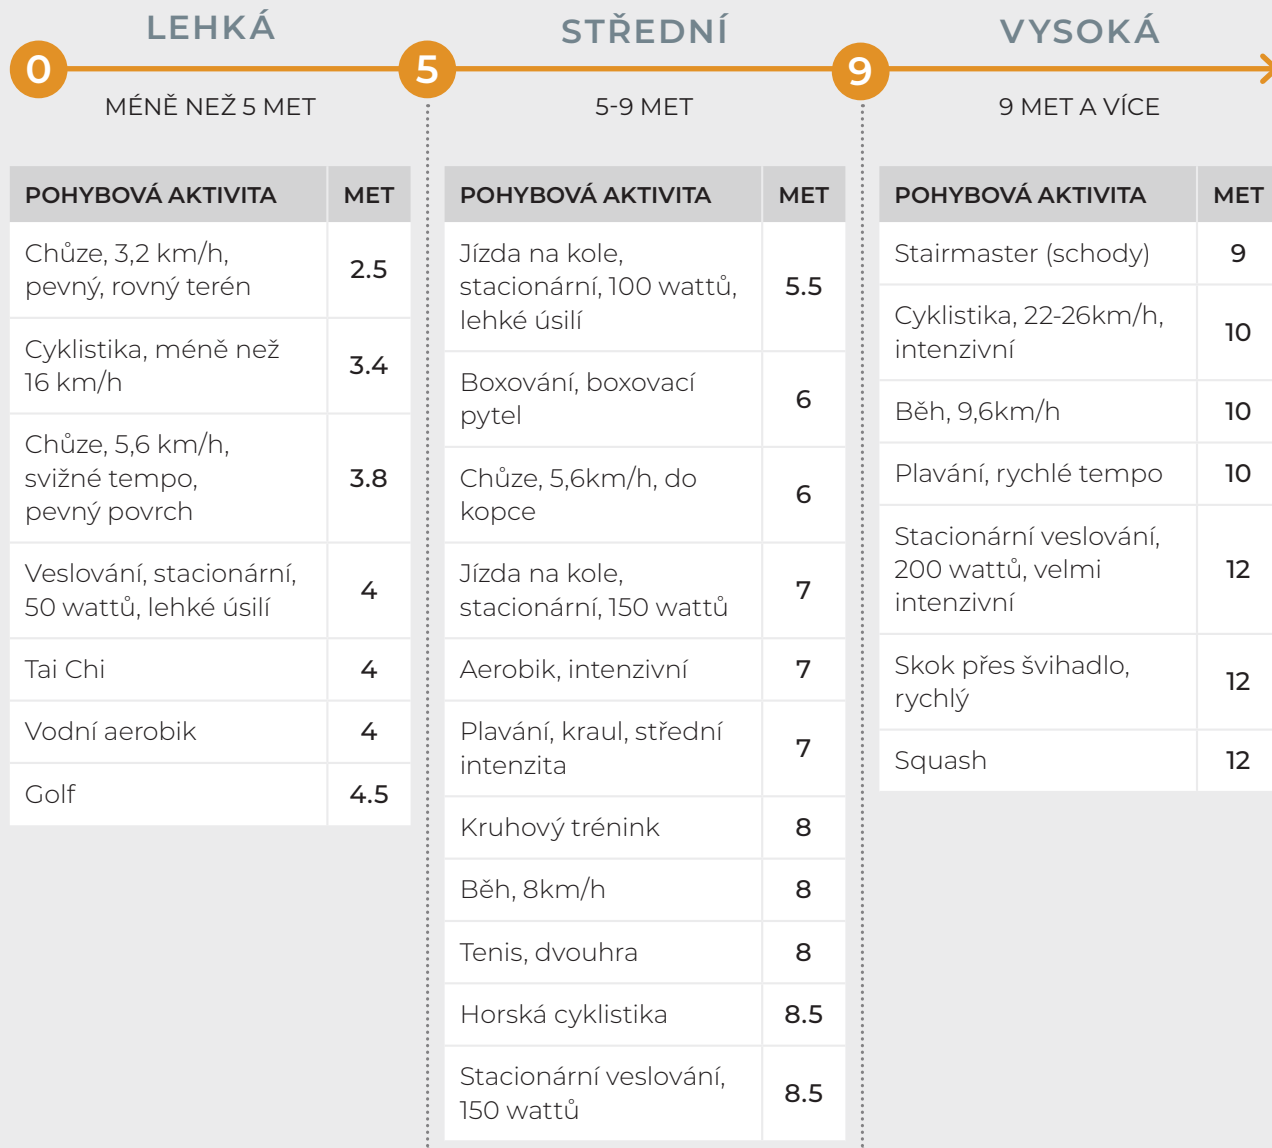 LEHKÁ
0
MÉNĚ NEŽ 5 MET
POHYBOVÁ AKTIVITA MET
Chůze, 3,2 km/h,
pevný, rovný terén
2.5
Cyklistika, méně než
16 km/h
3.4
Chůze, 5,6 km/h,
svižné tempo,
pevný povrch
3.8
Veslování, stacionární,
50 wattů, lehké úsilí
4
Tai Chi 4
Vodní aerobik 4
Golf 4.5
STŘEDNÍ
5
5-9 MET
POHYBOVÁ AKTIVITA MET
Jízda na kole,
stacionární, 100 wattů,
lehké úsilí
5.5
Boxování, boxovací
pytel
6
Chůze, 5,6km/h, do
kopce
6
Jízda na kole,
stacionární, 150 wattů
7
Aerobik, intenzivní 7
Plavání, kraul, střední
intenzita
7
Kruhový trénink 8
Běh, 8km/h 8
Tenis, dvouhra 8
Horská cyklistika 8.5
Stacionární veslování,
150 wattů
8.5
VYSOKÁ
9
9 MET A VÍCE
POHYBOVÁ AKTIVITA MET
Stairmaster (schody) 9
Cyklistika, 22-26km/h,
intenzivní
10
Běh, 9,6km/h 10
Plavání, rychlé tempo 10
Stacionární veslování,
200 wattů, velmi
intenzivní
12
Skok přes švihadlo,
rychlý
12
Squash 12